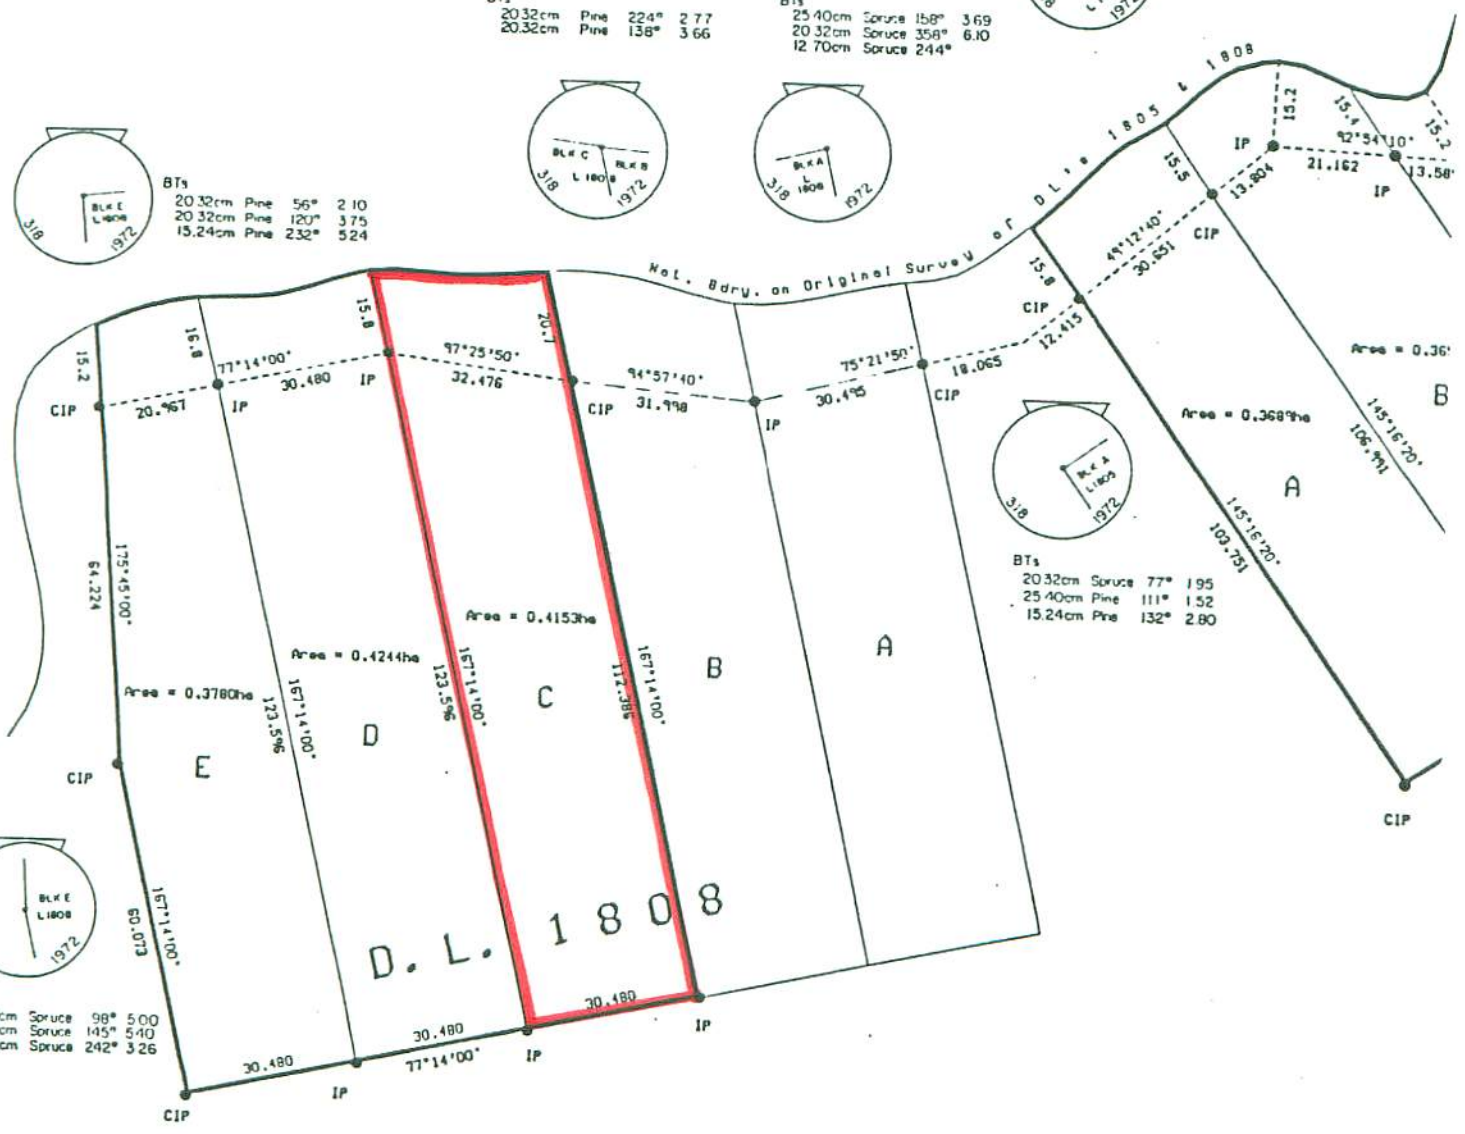 BTs
20.32cm Pine 224° 2.77
20.32cm Pine 138° 3.66
BTs
25.40cm Spruce 158° 3.69
20.32cm Spruce 358° 6.10
12.70cm Spruce 244°
1972
BLK C
BLK B
L 1808
318
1972
BLK A
L
1808
318
1972
BLK E
L 1808
318
1972
BTs
20.32cm Pine 56° 2.10
20.32cm Pine 120° 3.75
15.24cm Pine 232° 5.24
Nat. Bdry. on Original Survey of DL's 1805 & 1808
15.2
15.4
15.2
IP
92°54'10"
21.162
13.58
IP
13.804
15.5
CIP
49°12'40"
30.651
15.8
CIP
12.415
15.2
16.8
15.8
20.7
CIP
20.967
77°14'00"
IP
30.480
IP
97°25'50"
32.476
CIP
94°57'40"
31.998
IP
75°21'50"
30.495
CIP
18.065
Area = 0.36
B
145°16'20"
106.991
Area = 0.3689ha
A
145°16'20"
103.751
CIP
BLK A
L 1805
318
1972
BTs
20.32cm Spruce 77° 1.95
25.40cm Pine 111° 1.52
15.24cm Pine 132° 2.80
175°45'00"
64.224
Area = 0.3780ha
E
167°14'00"
123.596
Area = 0.4244ha
D
167°14'00"
123.596
Area = 0.4153ha
C
167°14'00"
112.386
B
A
CIP
167°14'00"
60.073
BLK E
L 1808
1972
cm Spruce 98° 5.00
cm Spruce 145° 5.40
cm Spruce 242° 3.26
D. L. 1808
30.480
IP
30.480
77°14'00"
IP
30.480
IP
CIP